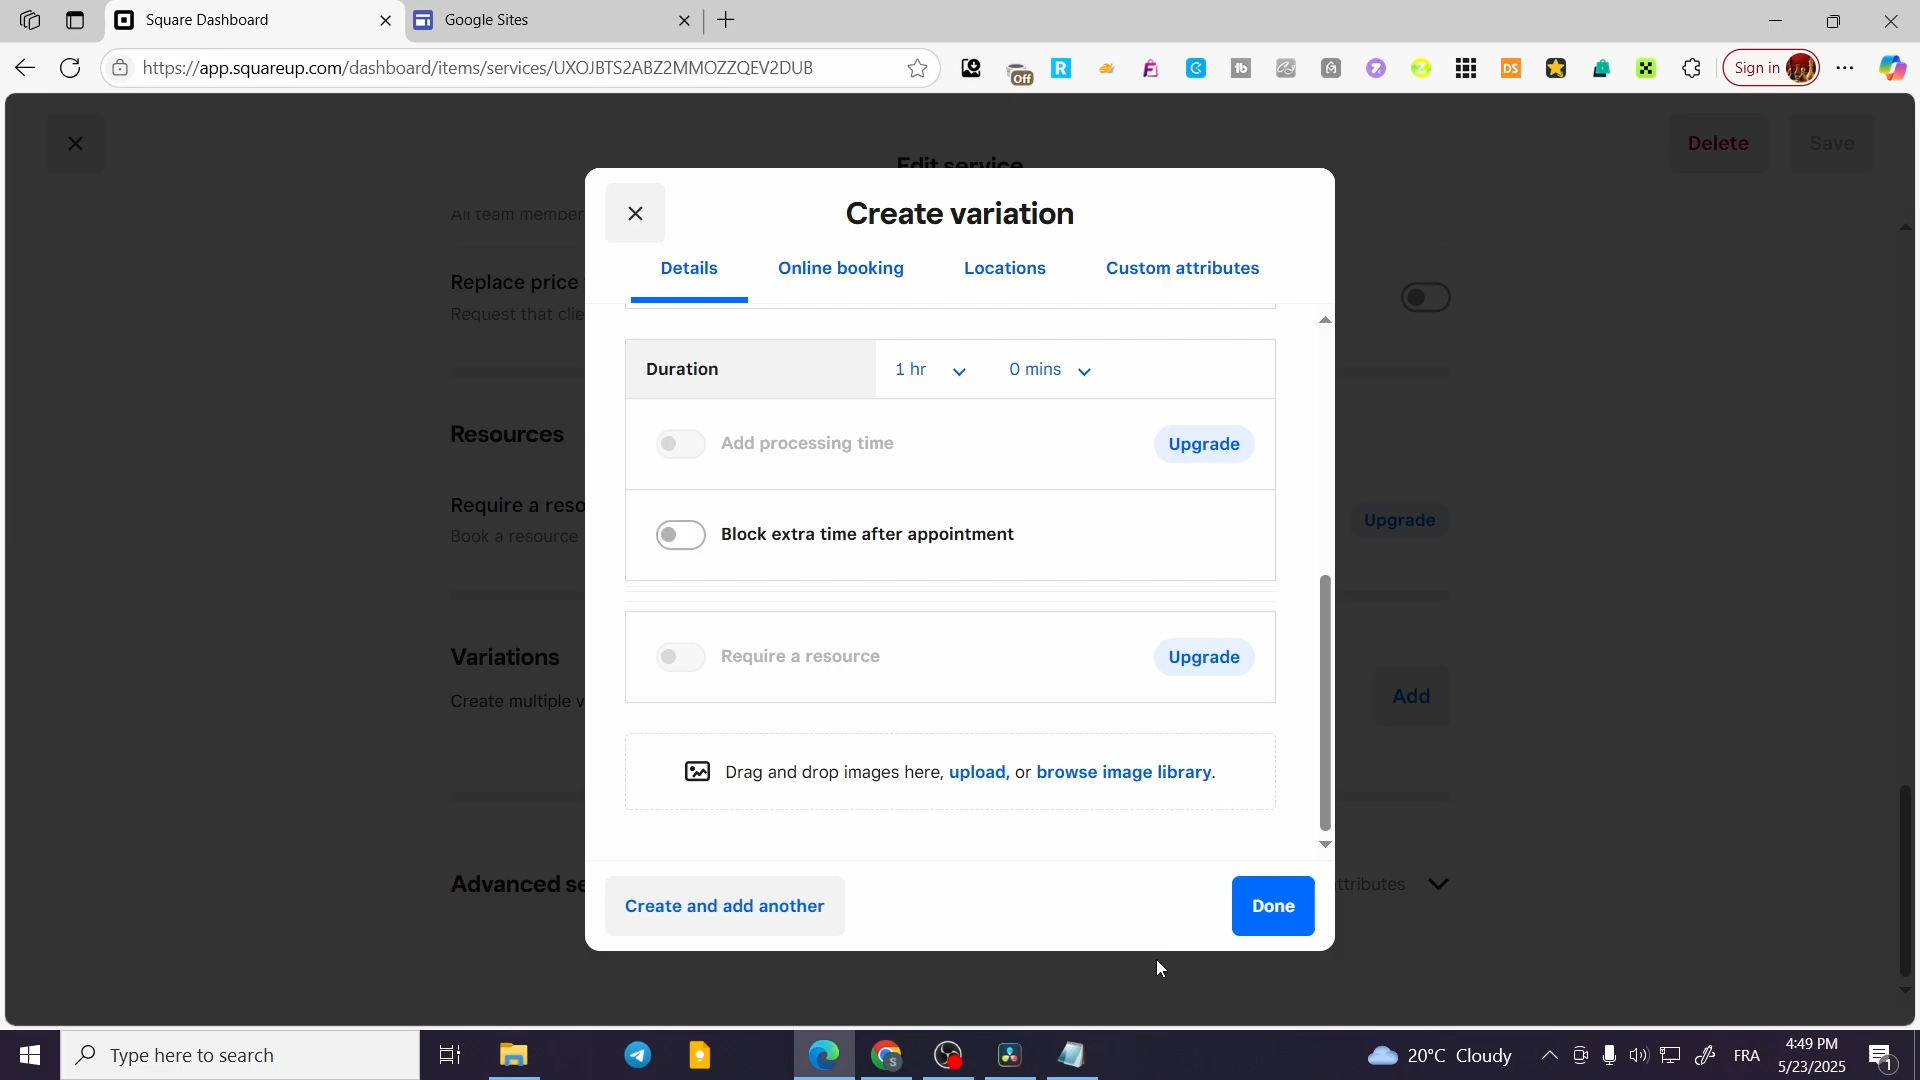 Square Dashboard
Google Sites
https://app.squareup.com/dashboard/items/services/UXOJBTS2ABZ2MMOZZQEV2DUB
Off
Sign in
Delete
Save
Edit service
All team member
Replace price
Request that clie
Resources
Require a reso
Book a resource
Upgrade
Variations
Create multiple v
Add
Advanced se
ttributes
Create variation
Details
Online booking
Locations
Custom attributes
Duration
1 hr
0 mins
Add processing time
Upgrade
Block extra time after appointment
Require a resource
Upgrade
Drag and drop images here, upload, or browse image library.
Create and add another
Done
Type here to search
20°C Cloudy
FRA
4:49 PM
5/23/2025
1